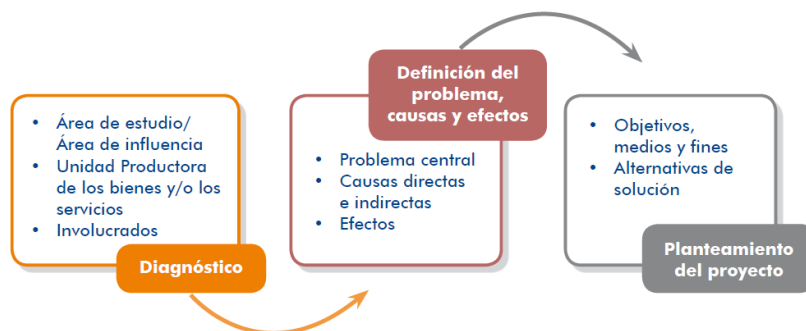 • Área de estudio/
Área de influencia
• Unidad Productora
de los bienes y/o los
servicios
• Involucrados
Diagnóstico
Definición del
problema,
causas y efectos
• Problema central
• Causas directas
e indirectas
• Efectos
• Objetivos,
medios y fines
• Alternativas de
solución
Planteamiento
del proyecto